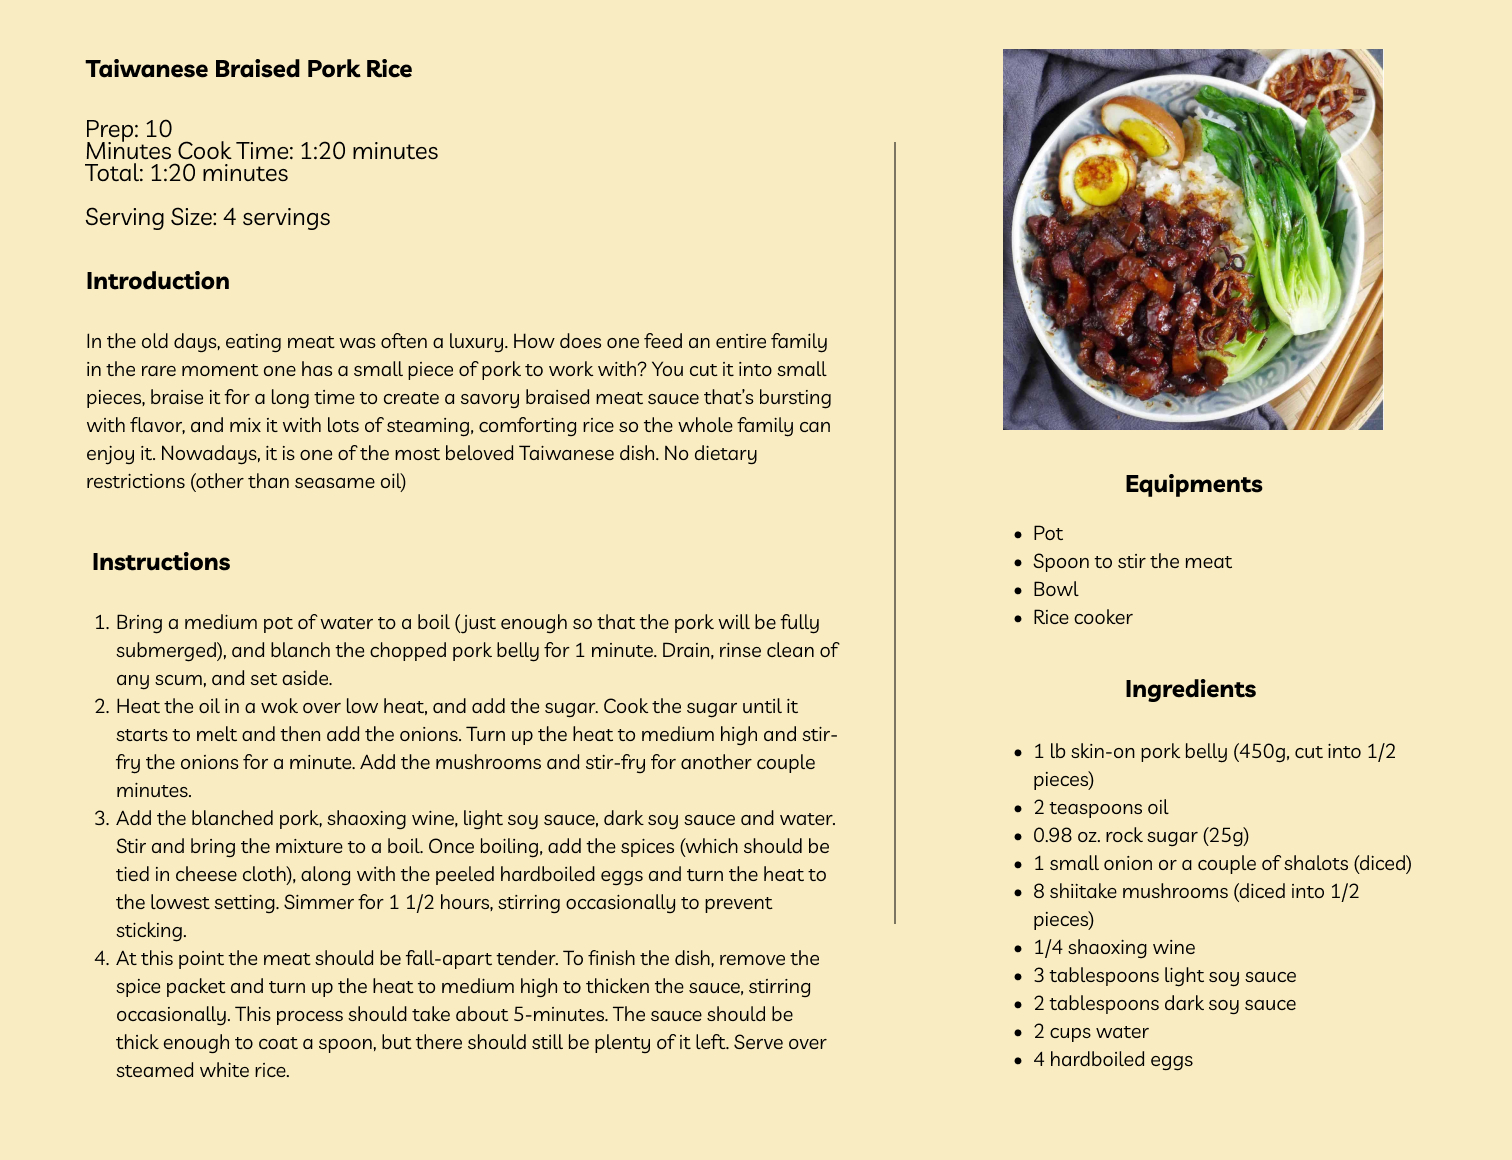 Taiwanese Braised Pork Rice
Prep: 10
Minutes Cook Time: 1:20 minutes
Total: 1:20 minutes
Serving Size: 4 servings
Introduction
In the old days, eating meat was often a luxury. How does one feed an entire family
in the rare moment one has a small piece of pork to work with? You cut it into small
pieces, braise it for a long time to create a savory braised meat sauce that’s bursting
with flavor, and mix it with lots of steaming, comforting rice so the whole family can
enjoy it. Nowadays, it is one of the most beloved Taiwanese dish. No dietary
restrictions (other than seasame oil)
Instructions
1. Bring a medium pot of water to a boil (just enough so that the pork will be fully
submerged), and blanch the chopped pork belly for 1 minute. Drain, rinse clean of
any scum, and set aside.
2. Heat the oil in a wok over low heat, and add the sugar. Cook the sugar until it
starts to melt and then add the onions. Turn up the heat to medium high and stir-
fry the onions for a minute. Add the mushrooms and stir-fry for another couple
minutes.
3. Add the blanched pork, shaoxing wine, light soy sauce, dark soy sauce and water.
Stir and bring the mixture to a boil. Once boiling, add the spices (which should be
tied in cheese cloth), along with the peeled hardboiled eggs and turn the heat to
the lowest setting. Simmer for 1 1/2 hours, stirring occasionally to prevent
sticking.
4. At this point the meat should be fall-apart tender. To finish the dish, remove the
spice packet and turn up the heat to medium high to thicken the sauce, stirring
occasionally. This process should take about 5-minutes. The sauce should be
thick enough to coat a spoon, but there should still be plenty of it left. Serve over
steamed white rice.
Equipments
• Pot
• Spoon to stir the meat
• Bowl
• Rice cooker
Ingredients
• 1 lb skin-on pork belly (450g, cut into 1/2
pieces)
• 2 teaspoons oil
• 0.98 oz. rock sugar (25g)
• 1 small onion or a couple of shalots (diced)
• 8 shiitake mushrooms (diced into 1/2
pieces)
• 1/4 shaoxing wine
• 3 tablespoons light soy sauce
• 2 tablespoons dark soy sauce
• 2 cups water
• 4 hardboiled eggs